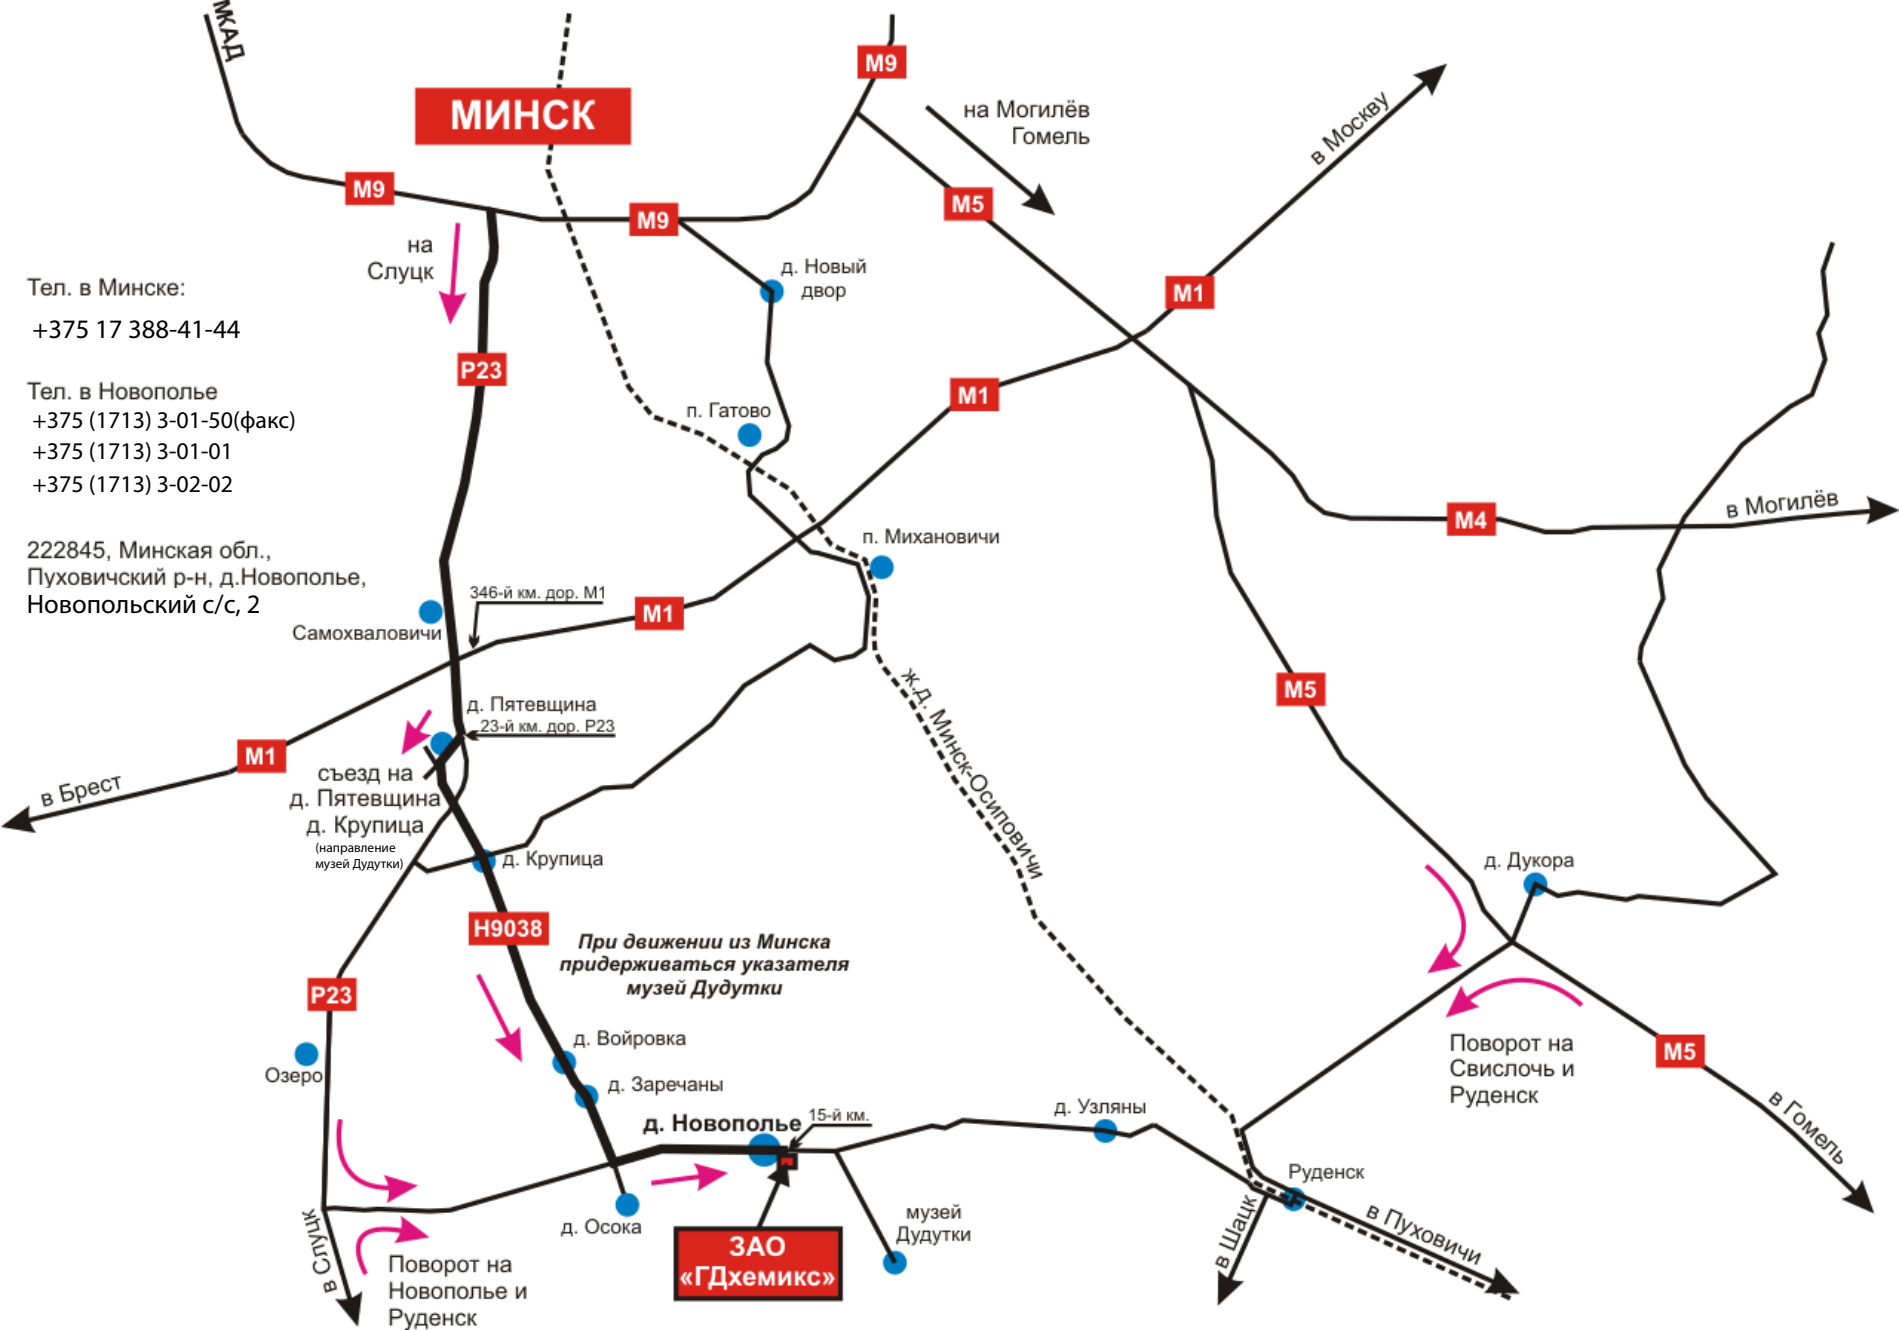 МКАД
МИНСК
М9
на Могилёв
Гомель
в Москву
М9
М9
М5
на
Слуцк
д. Новый
двор
М1
Тел. в Минске:
+375 17 388-41-44
Р23
Тел. в Новополье
+375 (1713) 3-01-50(факс)
+375 (1713) 3-01-01
+375 (1713) 3-02-02
М1
п. Гатово
М4
в Могилёв
п. Михановичи
222845, Минская обл.,
Пуховичский р-н, д.Новополье,
Новопольский с/с, 2
346-й км. дор. М1
М1
Самохваловичи
ж.д. Минск-Осиповичи
М5
д. Пятевщина
23-й км. дор. Р23
М1
в Брест
съезд на
д. Пятевщина
д. Крупица
(направление
музей Дудутки)
д. Крупица
д. Дукора
Н9038
При движении из Минска
придерживаться указателя
музей Дудутки
Р23
Озеро
д. Войровка
д. Заречаны
д. Новополье
15-й км.
д. Узляны
Поворот на
Свислочь и
Руденск
М5
в Гомель
Руденск
в Слуцк
д. Осока
музей
Дудутки
в Шацк
в Пуховичи
Поворот на
Новополье и
Руденск
ЗАО
«ГДхемикс»